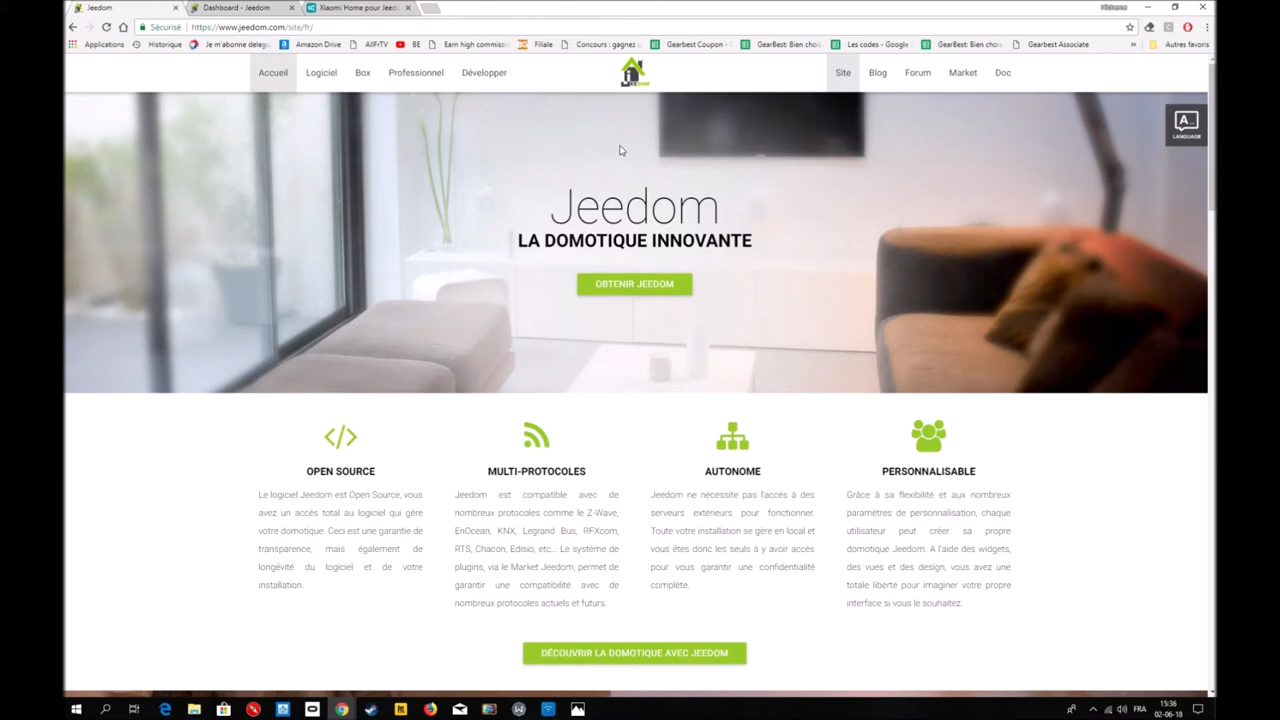 Jeedom
Dashboard - Jeedom
Xiaomi Home pour Jeed
Sécurisé
https://www.jeedom.com/site/fr/
Applications
Historique
Je m'abonne deleg
Amazon Drive
AliFrTV
BE
Earn high commissi
Filiale
Concours : gagnez u
Gearbest Coupon - G
GearBest: Bien choi
Les codes - Google
GearBest: Bien choi
Gearbest Associate
»
Autres favoris
Accueil Logiciel Box Professionnel Développer
JEEDOM
Site Blog Forum Market Doc
A
LANGUAGE
Jeedom
LA DOMOTIQUE INNOVANTE
OBTENIR JEEDOM
OPEN SOURCE
Le logiciel Jeedom est Open Source, vous
avez un accès total au logiciel qui gère
votre domotique. Ceci est une garantie de
transparence, mais également de
longévité du logiciel et de votre
installation.
MULTI-PROTOCOLES
Jeedom est compatible avec de
nombreux protocoles comme le Z-Wave,
EnOcean, KNX, Legrand Bus, RFXcom,
RTS, Chacon, Edisio, etc... Le système de
plugins, via le Market Jeedom, permet de
garantir une compatibilité avec de
nombreux protocoles actuels et futurs.
AUTONOME
Jeedom ne nécessite pas l'accès à des
serveurs extérieurs pour fonctionner.
Toute votre installation se gère en local et
vous êtes donc les seuls à y avoir accès
pour vous garantir une confidentialité
complète.
PERSONNALISABLE
Grâce à sa flexibilité et aux nombreux
paramètres de personnalisation, chaque
utilisateur peut créer sa propre
domotique Jeedom. A l'aide des widgets,
des vues et des design, vous avez une
totale liberté pour imaginer votre propre
interface si vous le souhaitez.
DÉCOUVRIR LA DOMOTIQUE AVEC JEEDOM
FRA
15:36
02-06-18